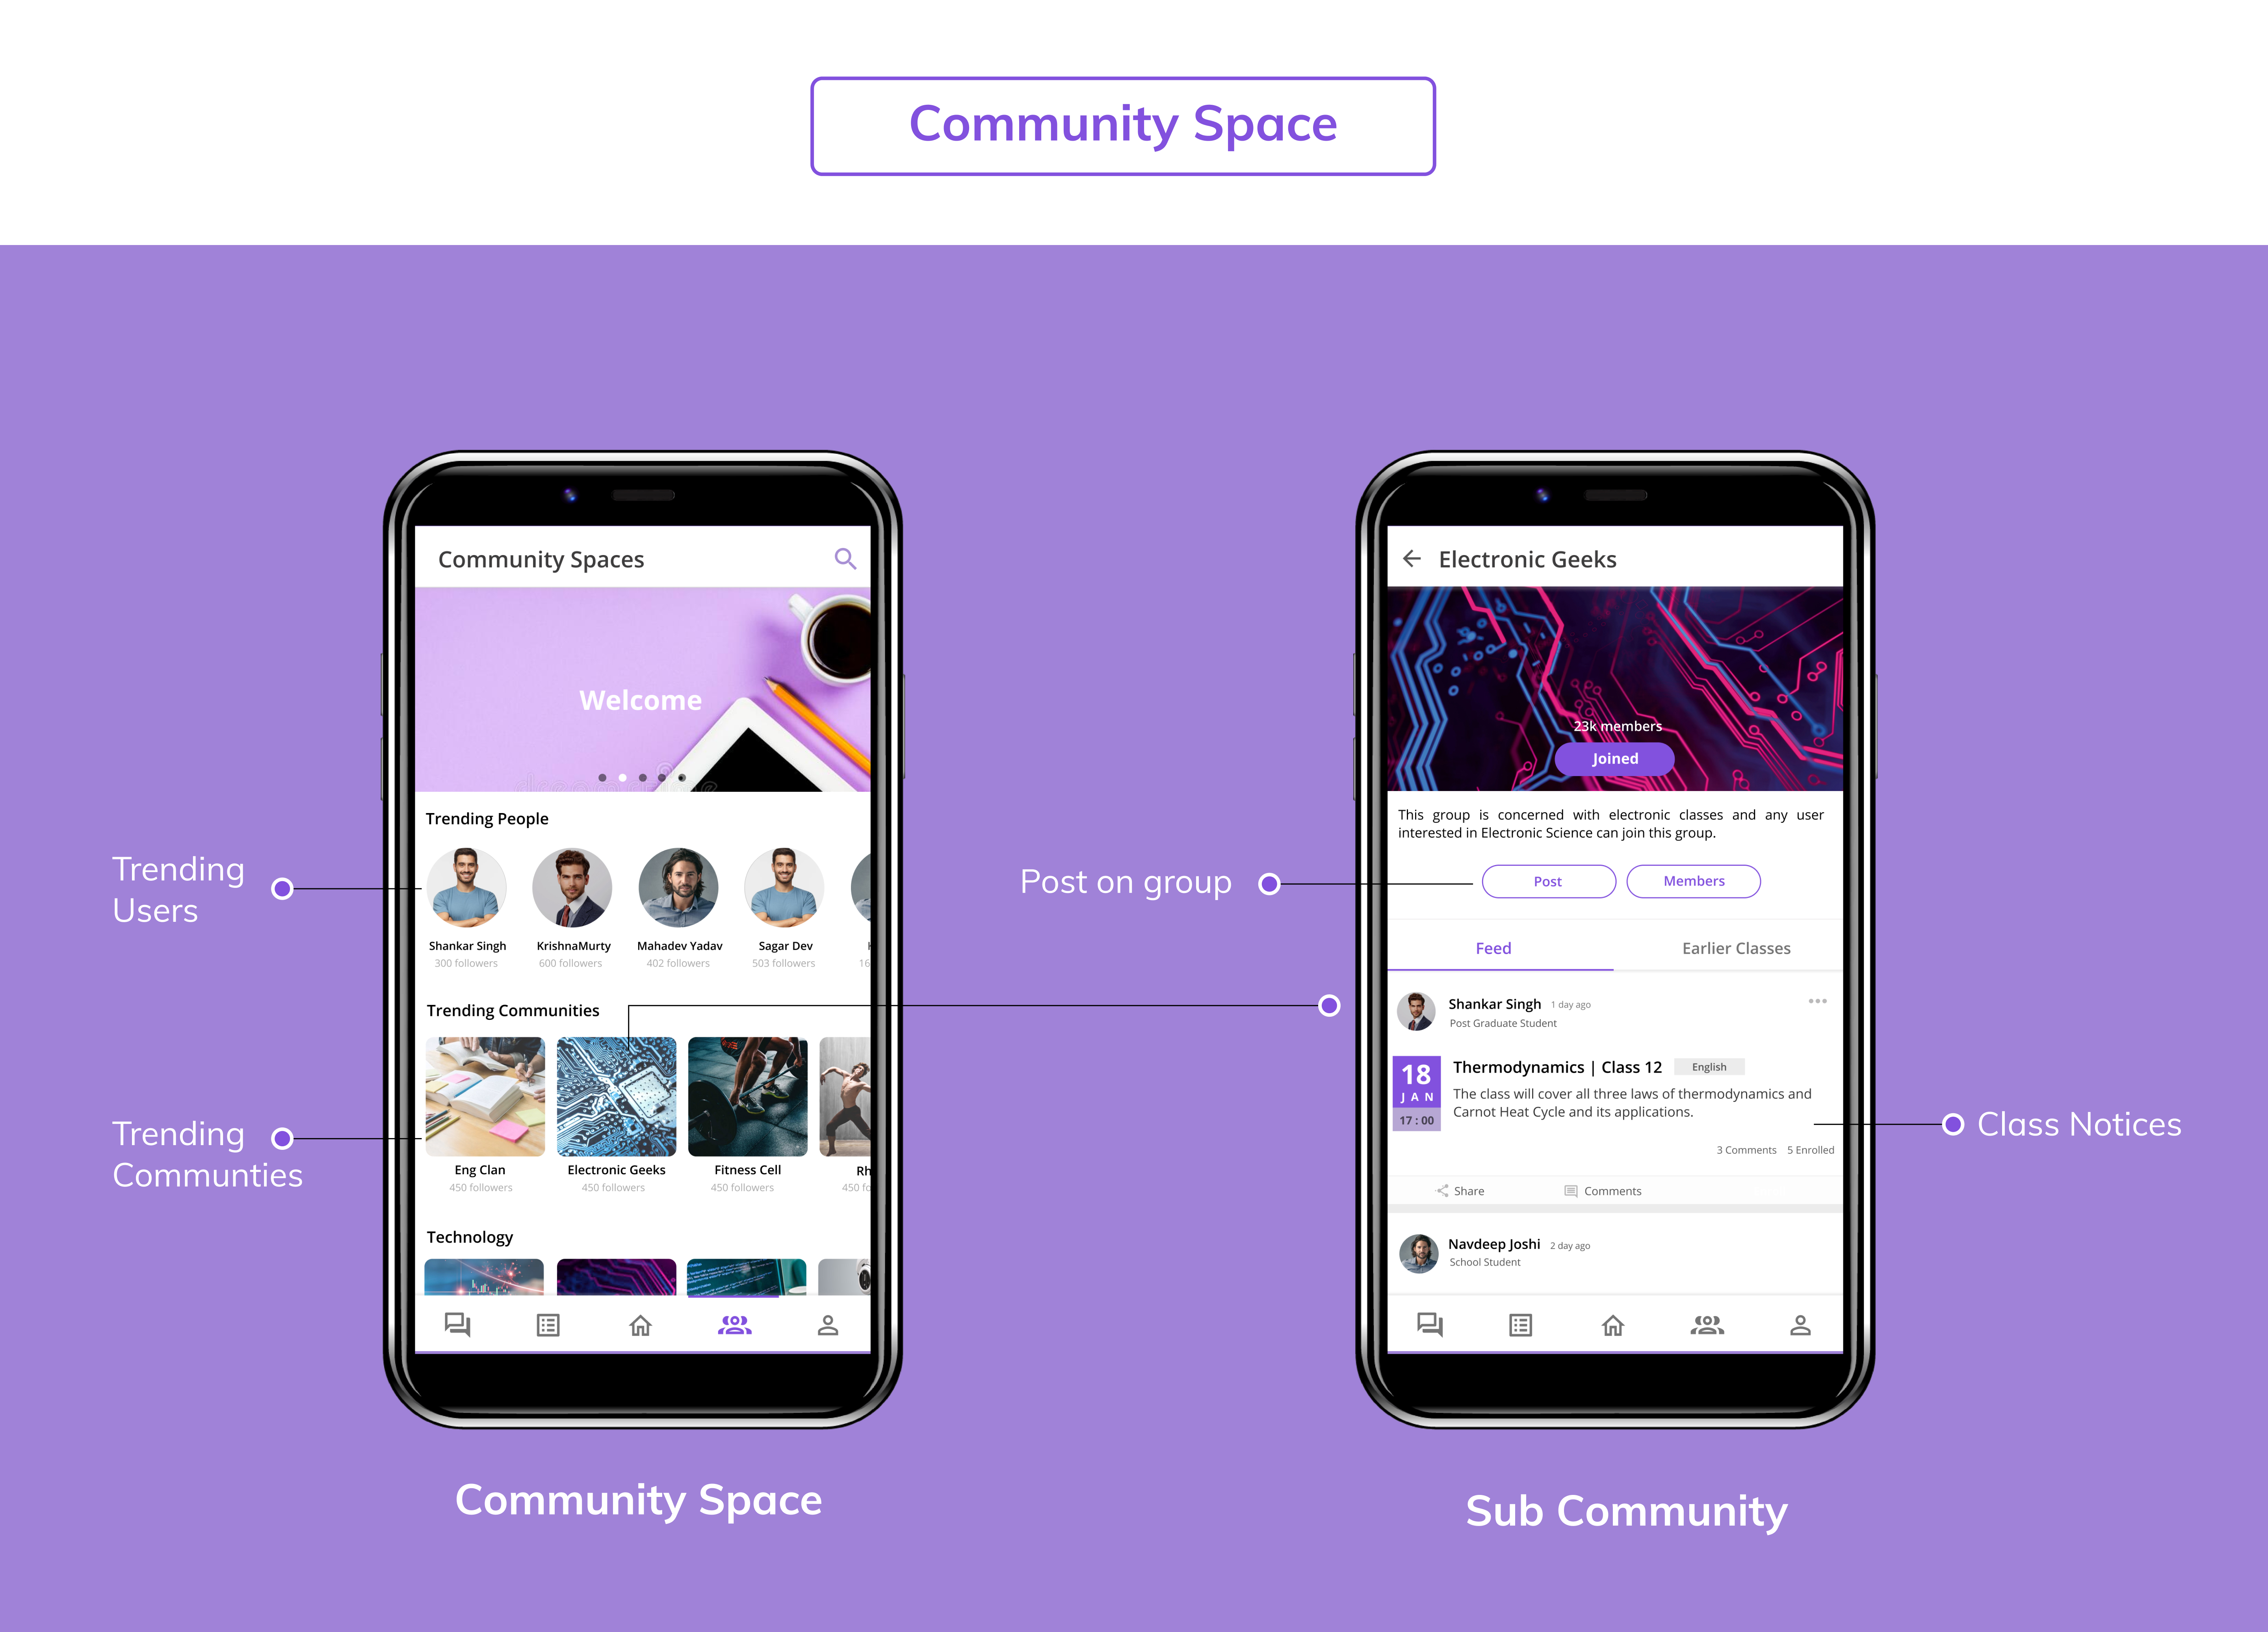 Community Space
Community Spaces
Welcome
Trending People
Shankar Singh
300 followers
KrishnaMurty
600 followers
Mahadev Yadav
402 followers
Sagar Dev
503 followers
16
Trending Communities
Eng Clan
450 followers
Electronic Geeks
450 followers
Fitness Cell
450 followers
Rh
450 fo
Technology
Trending
Users
Trending
Communties
Community Space
Post on group
Electronic Geeks
23k members
Joined
This group is concerned with electronic classes and any user
interested in Electronic Science can join this group.
Post
Members
Feed
Earlier Classes
Shankar Singh 1 day ago
Post Graduate Student
18
JAN
17 : 00
Thermodynamics | Class 12 English
The class will cover all three laws of thermodynamics and
Carnot Heat Cycle and its applications.
3 Comments 5 Enrolled
Share
Comments
Navdeep Joshi 2 day ago
School Student
Class Notices
Sub Community